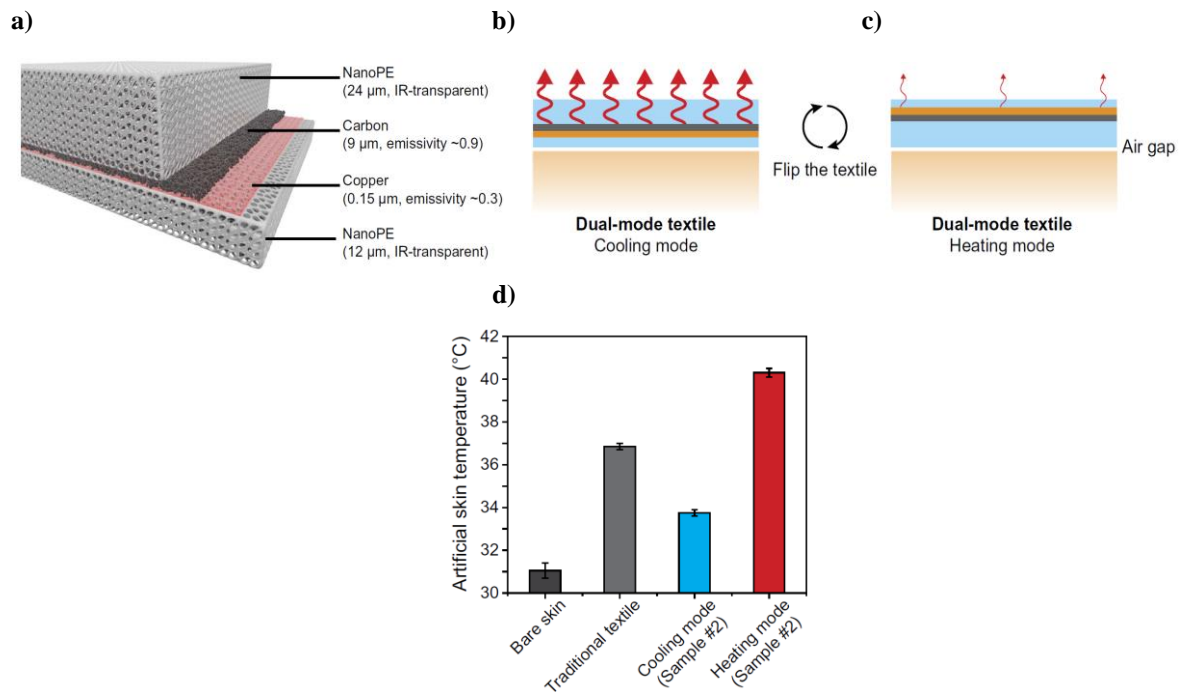 a)
NanoPE
(24 µm, IR-transparent)
Carbon
(9 µm, emissivity ~0.9)
Copper
(0.15 µm, emissivity ~0.3)
NanoPE
(12 µm, IR-transparent)
b)
Dual-mode textile
Cooling mode
Flip the textile
c)
Air gap
Dual-mode textile
Heating mode
d)
Artificial skin temperature (°C)
42
40
36
34
31
30
Bare skin
Traditional textile
Cooling mode
(Sample #2)
Heating mode
(Sample #2)